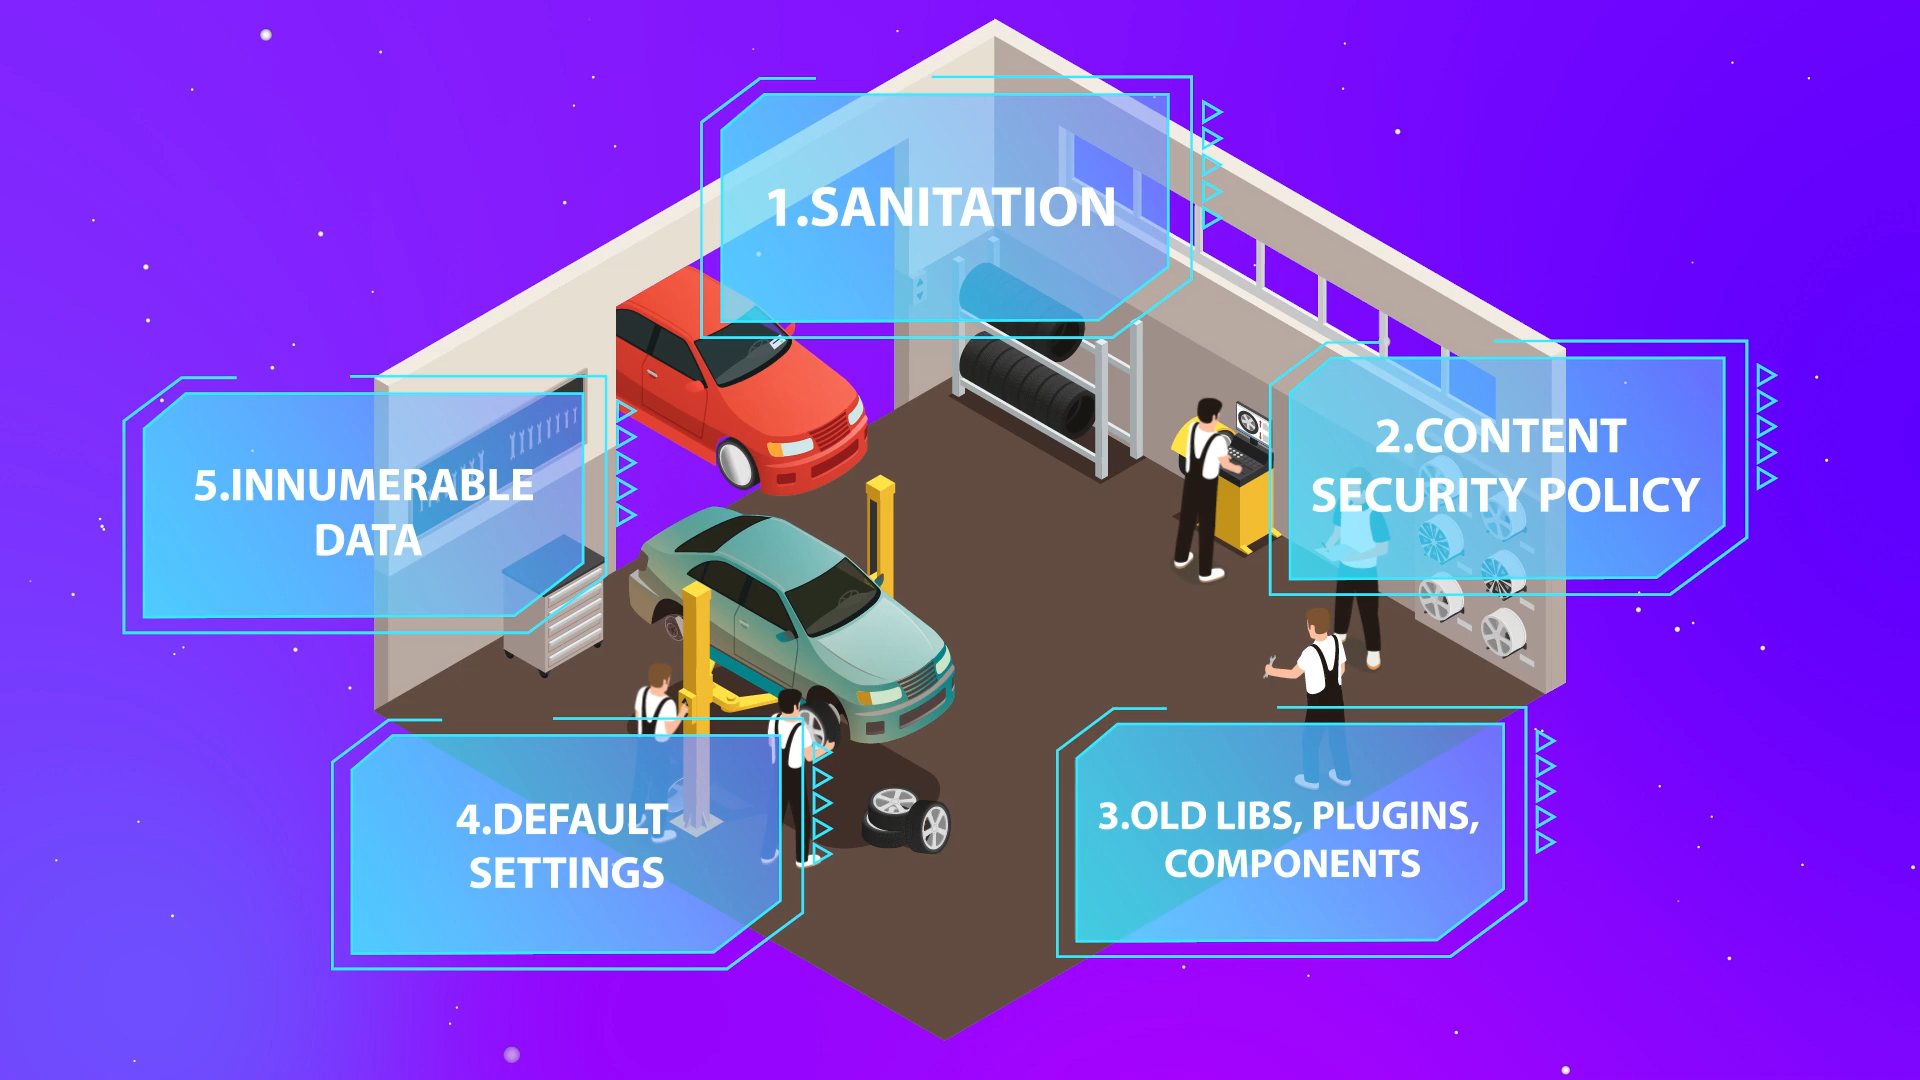 1.SANITATION
2.CONTENT
SECURITY POLICY
3.OLD LIBS, PLUGINS,
COMPONENTS
4.DEFAULT
SETTINGS
5.INNUMERABLE
DATA